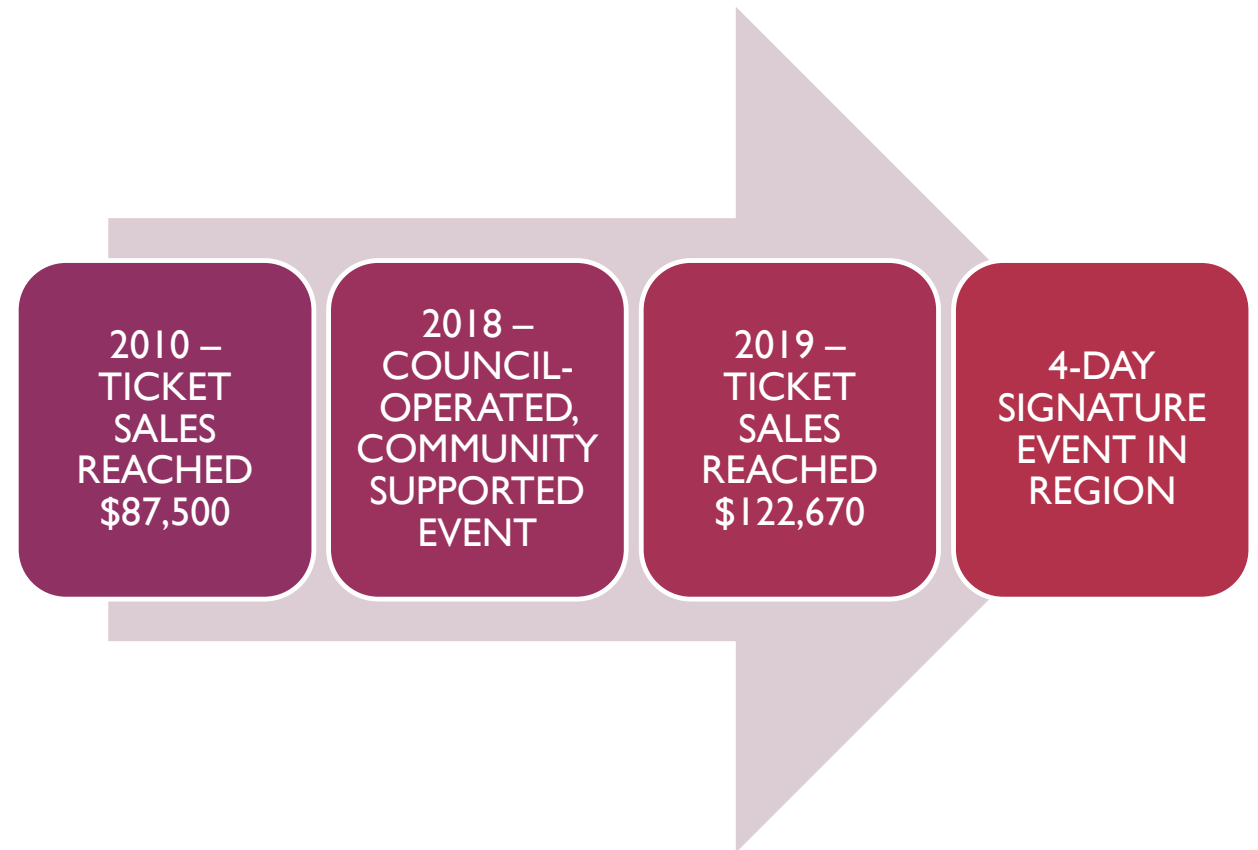 2010 –
TICKET
SALES
REACHED
$87,500
2018 –
COUNCIL-
OPERATED,
COMMUNITY
SUPPORTED
EVENT
2019 –
TICKET
SALES
REACHED
$122,670
4-DAY
SIGNATURE
EVENT IN
REGION